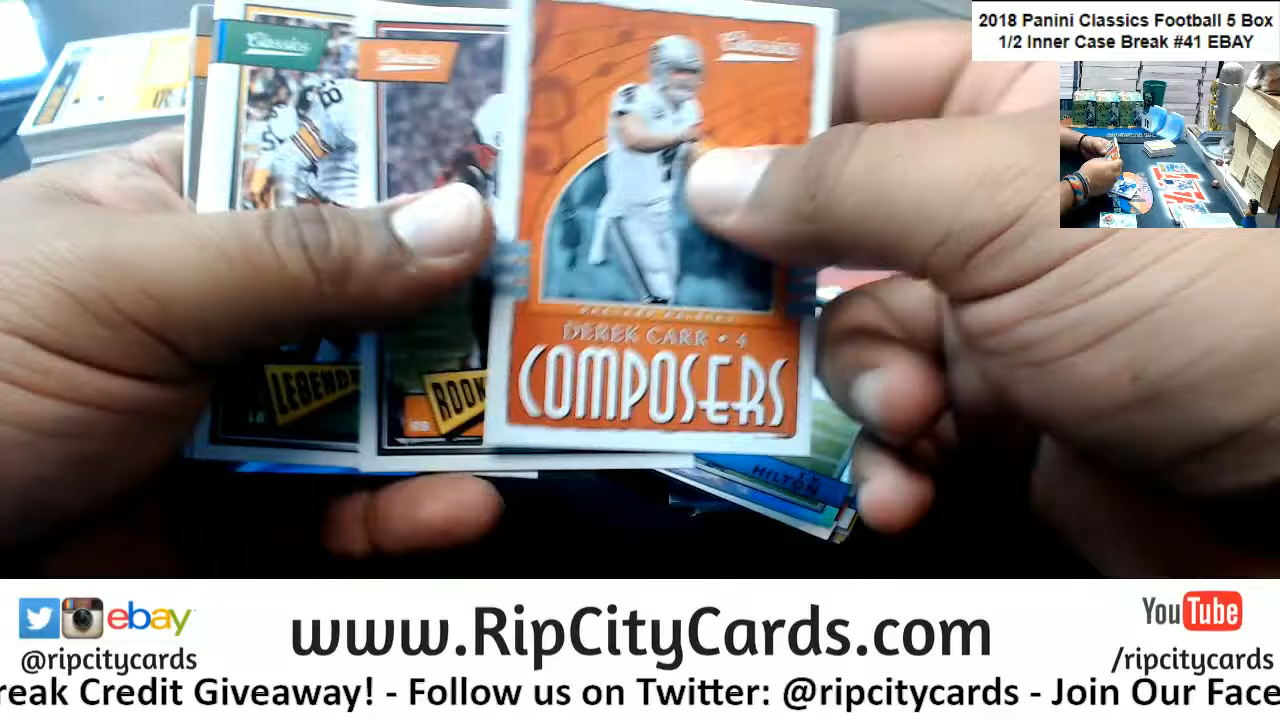 2018 Panini Classics Football 5 Box
1/2 Inner Case Break #41 EBAY
Classics
Classics
Classics
DEREK CARR • 4
COMPOSERS
LEGENDS
ROOK
HILTON
ebay
@ripcitycards
www.RipCityCards.com
YouTube
/ripcitycards
reak Credit Giveaway! - Follow us on Twitter: @ripcitycards - Join Our Face